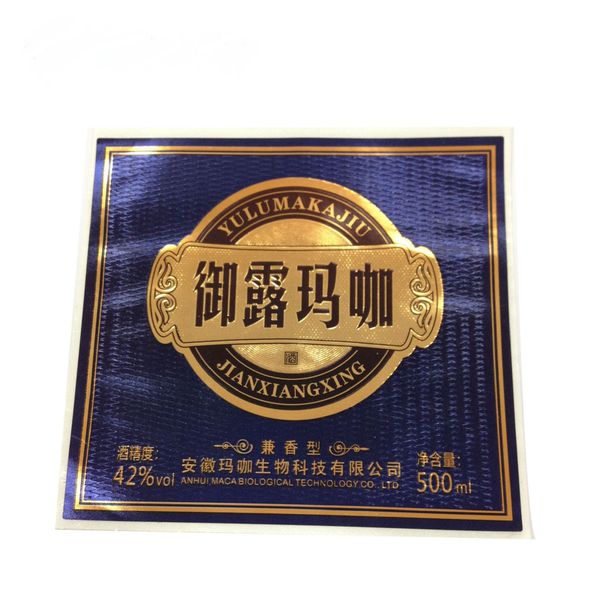 YULUMAKAJIU
御露玛咖
JIANXIANGXING
兼香型
酒精度:
42%vol
安徽玛咖生物科技有限公司
ANHUI MACA BIOLOGICAL TECHNOLOGY CO. LTD
净含量:
500ml